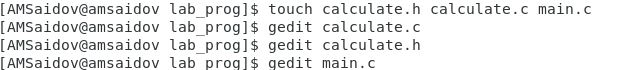 [AMSaidov@amsaidov lab_prog]$ touch calculate.h calculate.c main.c
[AMSaidov@amsaidov lab_prog]$ gedit calculate.c
[AMSaidov@amsaidov lab_prog]$ gedit calculate.h
[AMSaidov@amsaidov lab_prog]$ gedit main.c